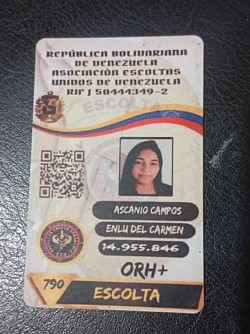 REPÚBLICA BOLIVARIANA
DE VENEZUELA
ASOCIACIÓN ESCOLTAS
UNIDOS DE VENEZUELA
RIF J 50444349-2
ESCOLTA
ASCANIO CAMPOS
ENLU DEL CARMEN
14.955.846
ORH+
790
ESCOLTA